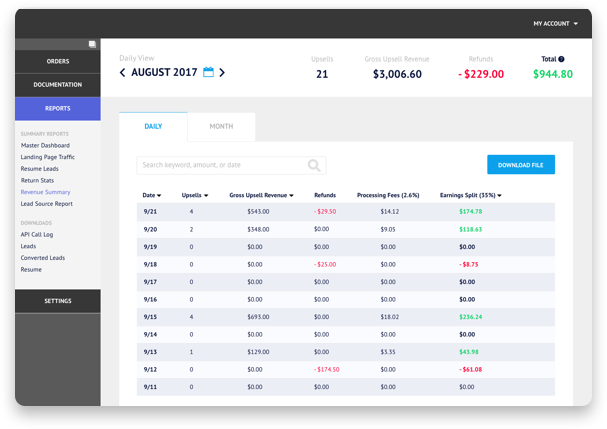 MY ACCOUNT
ORDERS
DOCUMENTATION
REPORTS
SUMMARY REPORTS
Master Dashboard
Landing Page Traffic
Resume Leads
Return Stats
Revenue Summary
Lead Source Report
DOWNLOADS
API Call Log
Leads
Converted Leads
Resume
SETTINGS
Daily View
AUGUST 2017
Upsells
21
Gross Upsell Revenue
$3,006.60
Refunds
- $229.00
Total ?
$944.80
DAILY
MONTH
Search keyword, amount, or date
DOWNLOAD FILE
Date Upsells Gross Upsell Revenue Refunds Processing Fees (2.6%) Earnings Split (35%)
9/21 4 $543.00 - $29.50 $14.12 $174.78
9/20 2 $348.00 $0.00 $9.05 $118.63
9/19 0 $0.00 $0.00 $0.00 $0.00
9/18 0 $0.00 - $25.00 $0.00 - $8.75
9/17 0 $0.00 $0.00 $0.00 $0.00
9/16 0 $0.00 $0.00 $0.00 $0.00
9/15 4 $693.00 $0.00 $18.02 $236.24
9/14 0 $0.00 $0.00 $0.00 $0.00
9/13 1 $129.00 $0.00 $3.35 $43.98
9/12 0 $0.00 - $174.50 $0.00 - $61.08
9/11 0 $0.00 $0.00 $0.00 $0.00